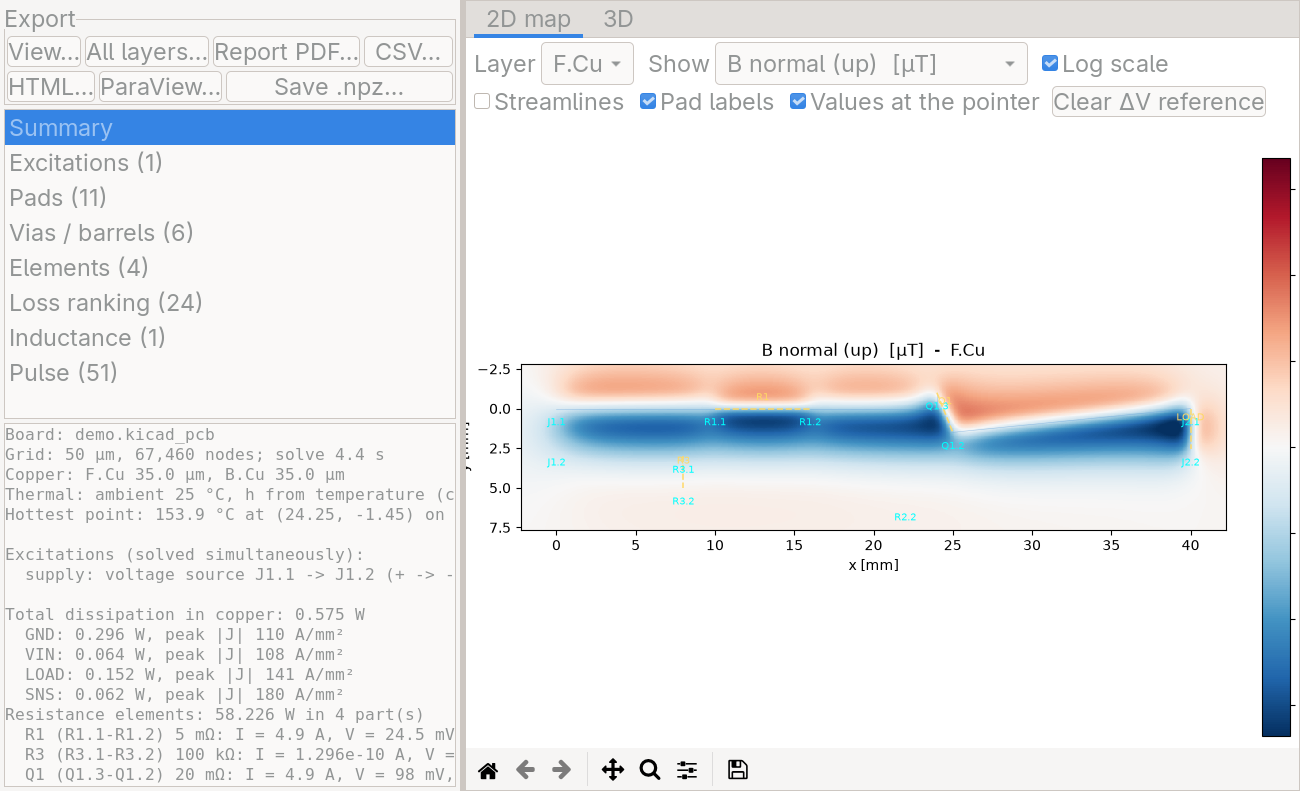 Export
View... All layers... Report PDF... CSV...
HTML... ParaView... Save .npz...
Summary
Excitations (1)
Pads (11)
Vias / barrels (6)
Elements (4)
Loss ranking (24)
Inductance (1)
Pulse (51)
Board: demo.kicad_pcb
Grid: 50 µm, 67,460 nodes; solve 4.4 s
Copper: F.Cu 35.0 µm, B.Cu 35.0 µm
Thermal: ambient 25 °C, h from temperature (c
Hottest point: 153.9 °C at (24.25, -1.45) on
Excitations (solved simultaneously):
supply: voltage source J1.1 -> J1.2 (+ -> -
Total dissipation in copper: 0.575 W
GND: 0.296 W, peak |J| 110 A/mm²
VIN: 0.064 W, peak |J| 108 A/mm²
LOAD: 0.152 W, peak |J| 141 A/mm²
SNS: 0.062 W, peak |J| 180 A/mm²
Resistance elements: 58.226 W in 4 part(s)
R1 (R1.1-R1.2) 5 mΩ: I = 4.9 A, V = 24.5 mV
R3 (R3.1-R3.2) 100 kΩ: I = 1.296e-10 A, V =
Q1 (Q1.3-Q1.2) 20 mΩ: I = 4.9 A, V = 98 mV,
2D map 3D
Layer F.Cu Show B normal (up) [µT] Log scale
Streamlines Pad labels Values at the pointer Clear ΔV reference
B normal (up) [µT] - F.Cu
−2.5
0.0
2.5
5.0
7.5
R1
J1.1 R1.1 R1.2 Q1.3 J2.1
Q1.2
J1.2 R3.1 J2.2
R3.2
R2.2
0 5 10 15 20 25 30 35 40
x [mm]